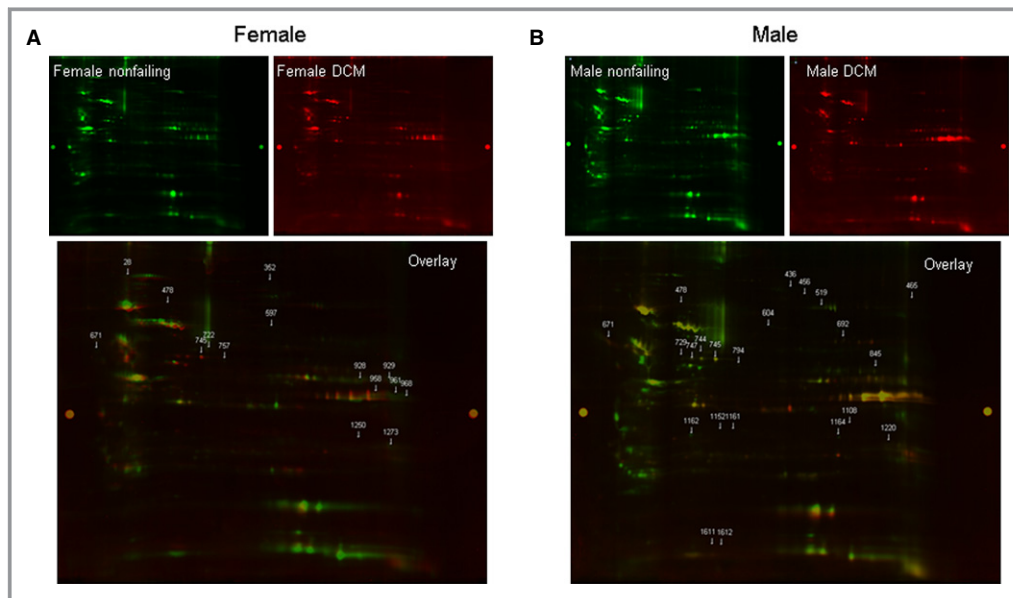 A Female
Female nonfailing
Female DCM
Overlay
28
352
478
597
671
722
745
757
928 929
958 961 968
1250 1273
B Male
Male nonfailing
Male DCM
Overlay
436
456
465
478
519
604
671
692
729 747 744 745
794
845
1108
1162 1152 1161
1164
1220
1611 1612